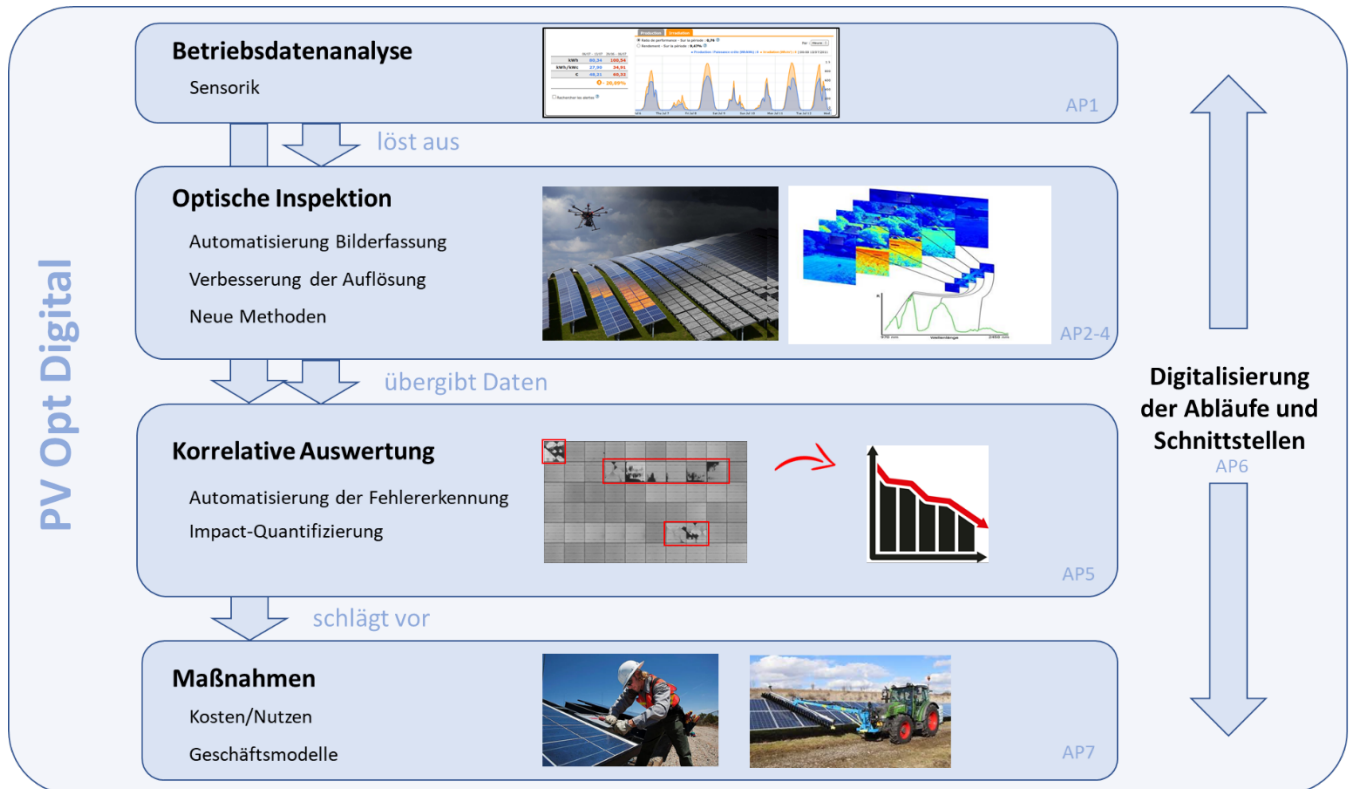 PV Opt Digital
Betriebsdatenanalyse
Sensorik
Production
AP1
löst aus
Optische Inspektion
Automatisierung Bilderfassung
Verbesserung der Auflösung
Neue Methoden
Wellenlänge
AP2-4
übergibt Daten
Korrelative Auswertung
Automatisierung der Fehlererkennung
Impact-Quantifizierung
AP5
schlägt vor
Maßnahmen
Kosten/Nutzen
Geschäftsmodelle
AP7
Digitalisierung
der Abläufe und
Schnittstellen
AP6